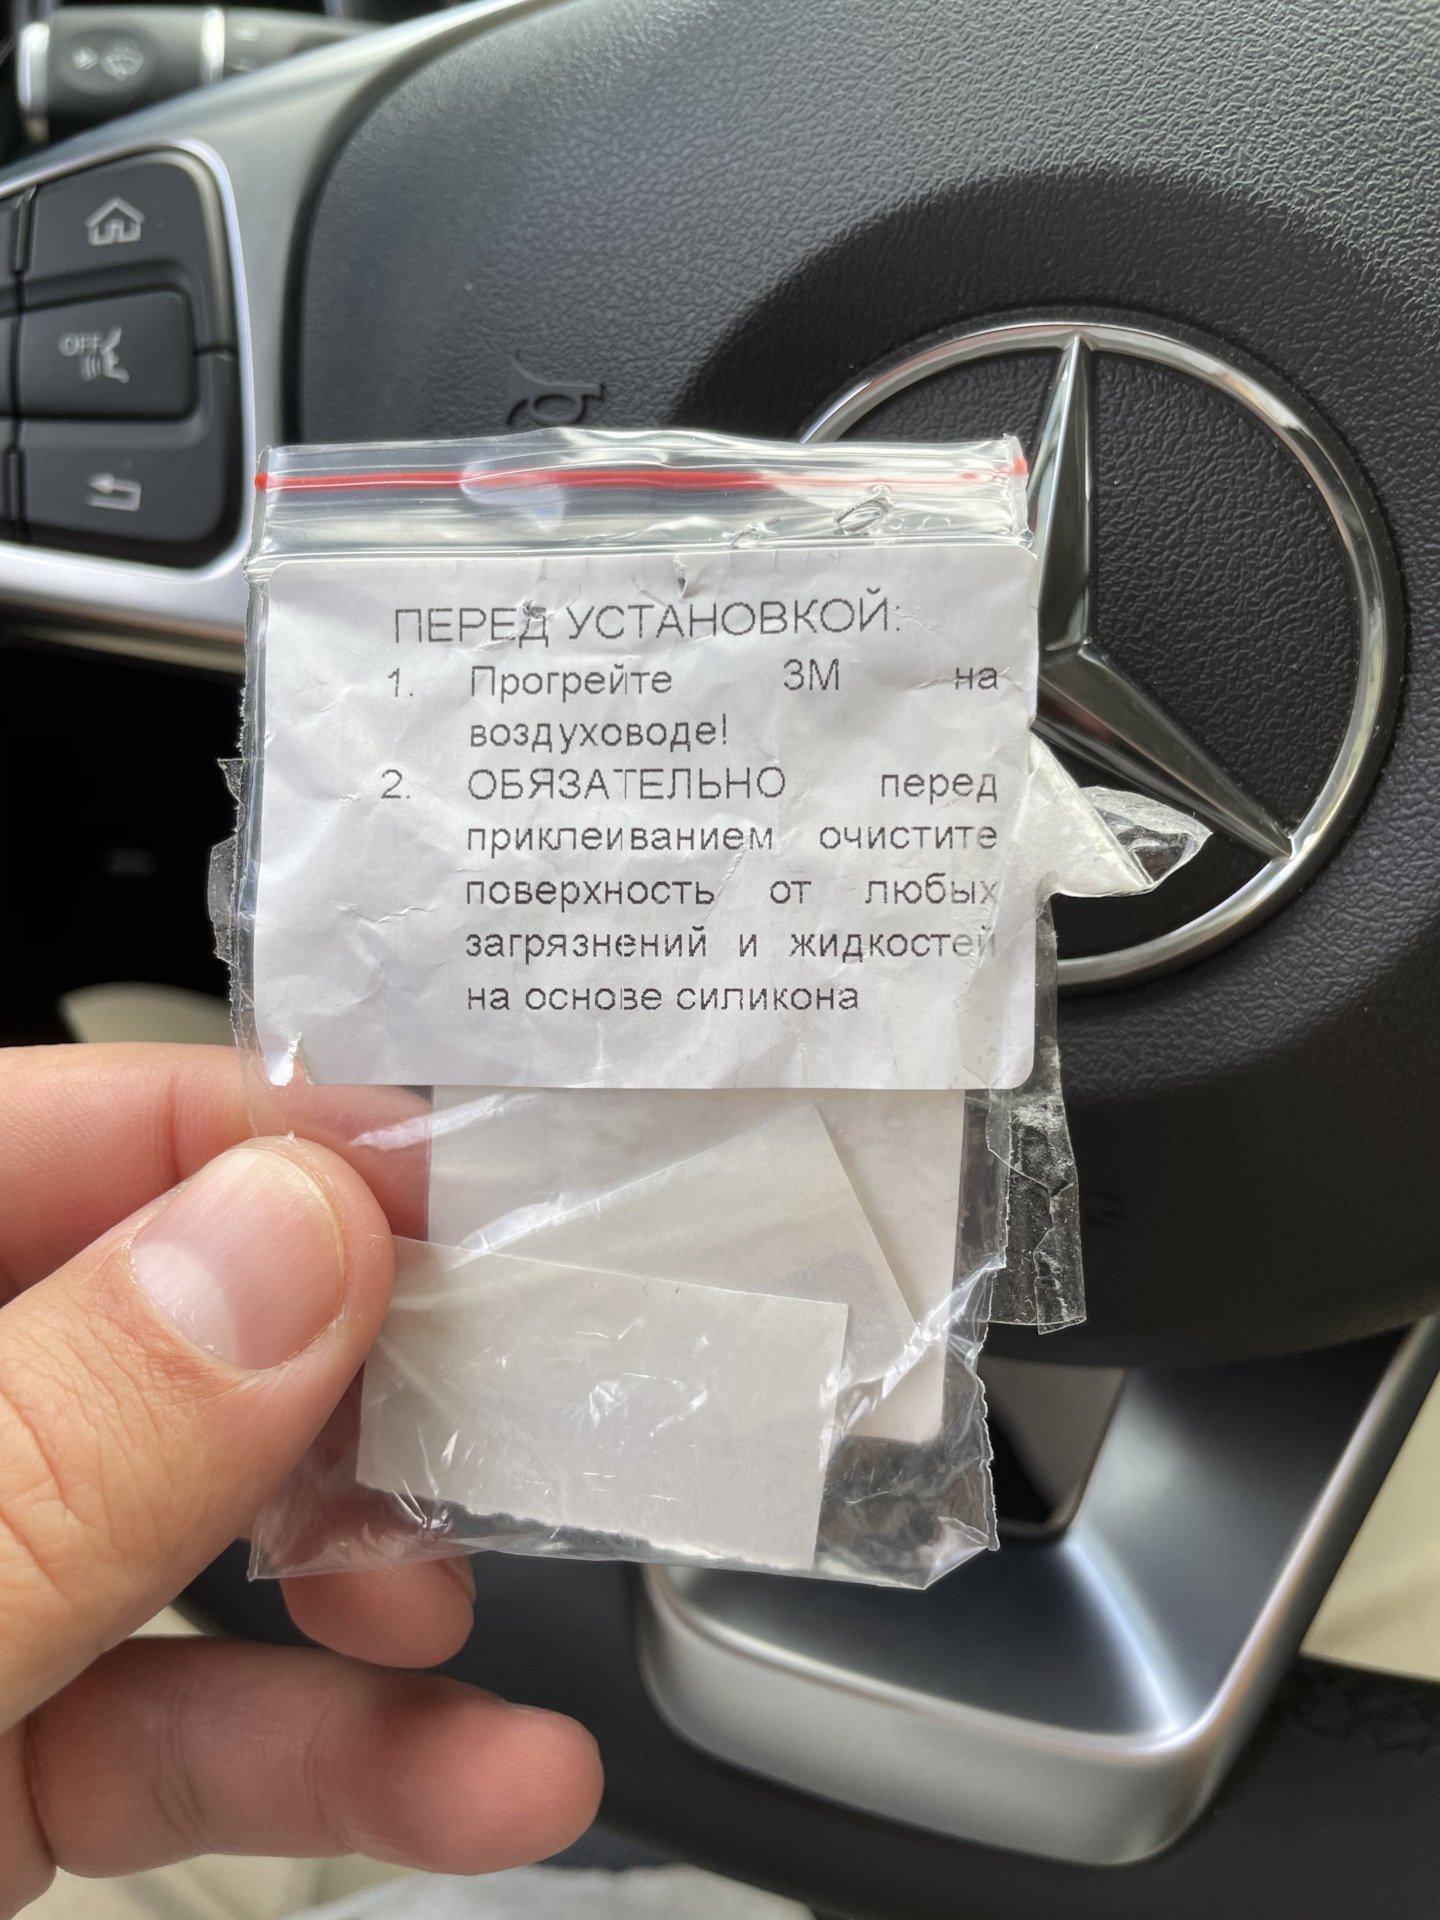 OFF
ПЕРЕД УСТАНОВКОЙ:
1. Прогрейте 3М на
воздуховоде!
2. ОБЯЗАТЕЛЬНО перед
приклеиванием очистите
поверхность от любых
загрязнений и жидкостей
на основе силикона